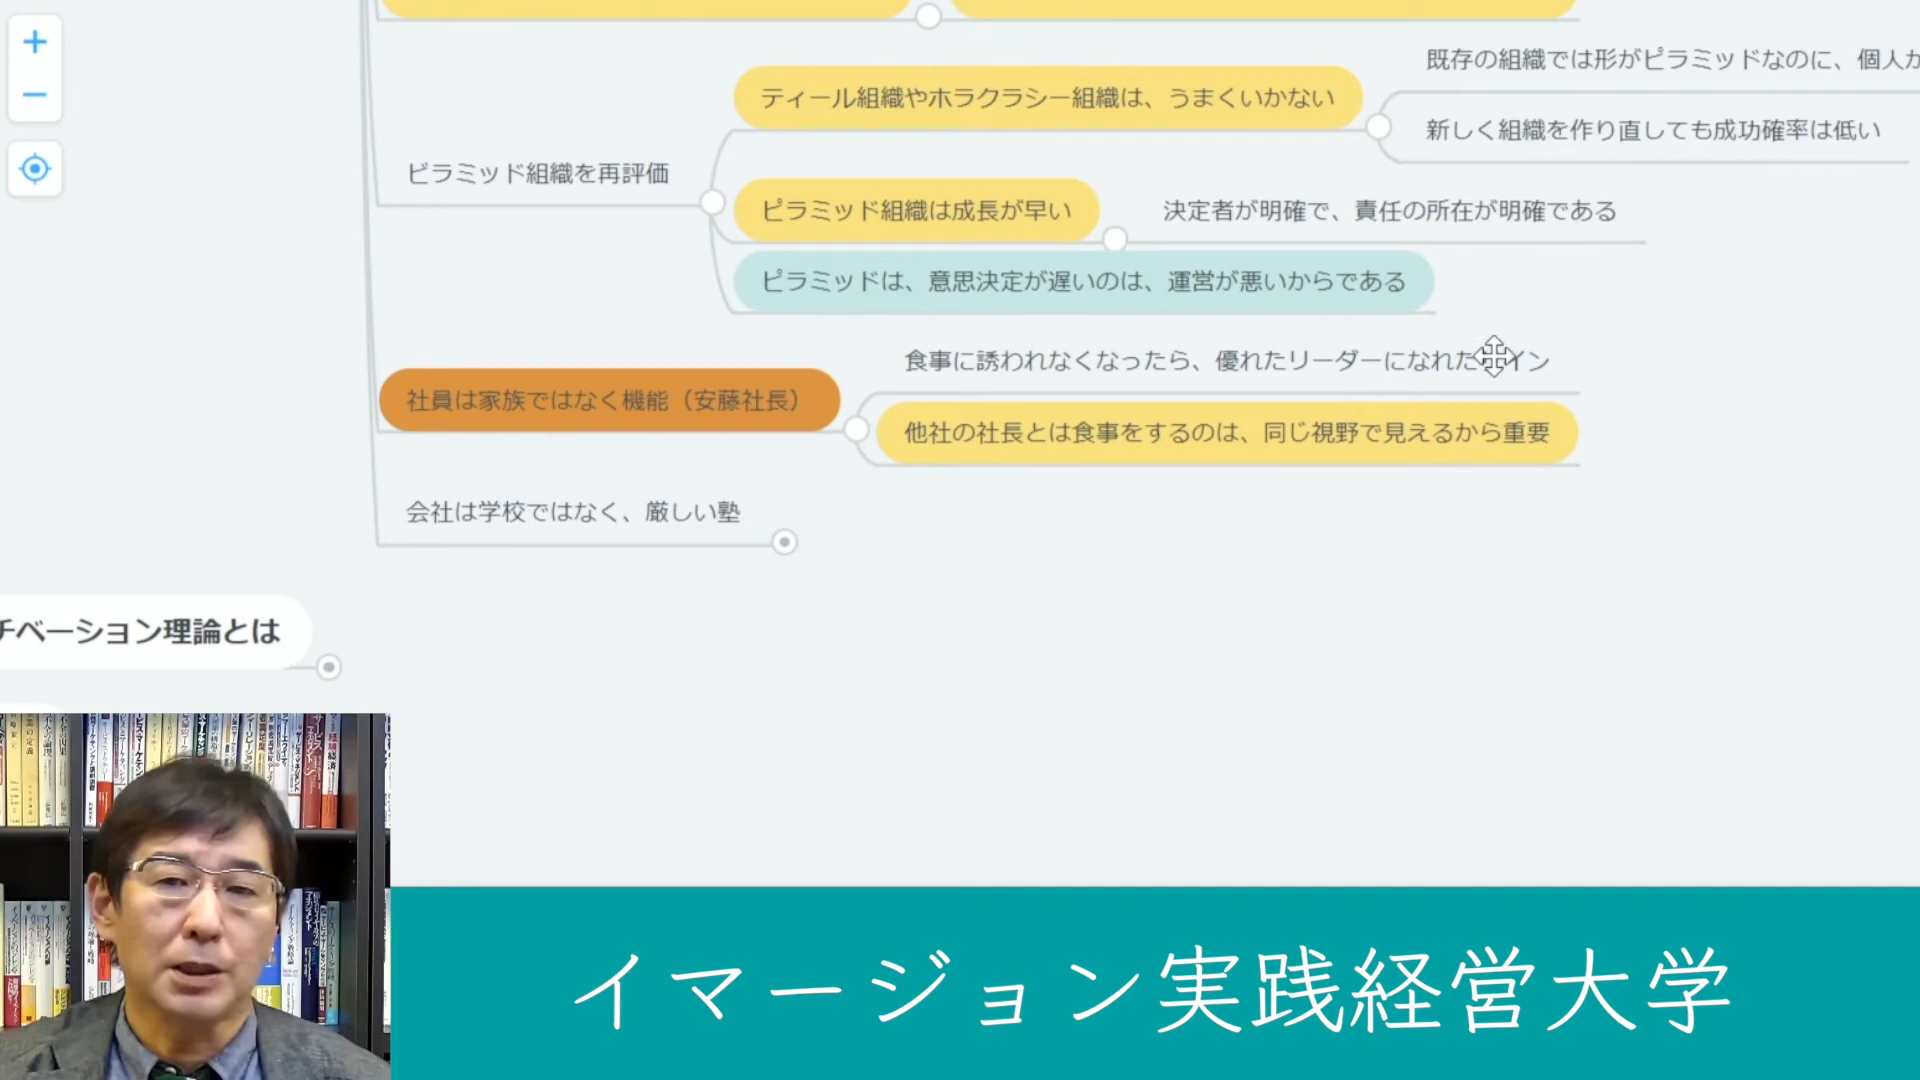 既存の組織では形がピラミッドなのに、個人
ティール組織やホラクラシー組織は、うまくいかない
新しく組織を作り直しても成功確率は低い
ピラミッド組織を再評価
ピラミッド組織は成長が早い
決定者が明確で、責任の所在が明確である
ピラミッドは、意思決定が遅いのは、運営が悪いからである
食事に誘われなくなったら、優れたリーダーになれた イン
社員は家族ではなく機能（安藤社長）
他社の社長とは食事をするのは、同じ視野で見えるから重要
会社は学校ではなく、厳しい塾
チベーション理論とは
イマージョン実践経営大学